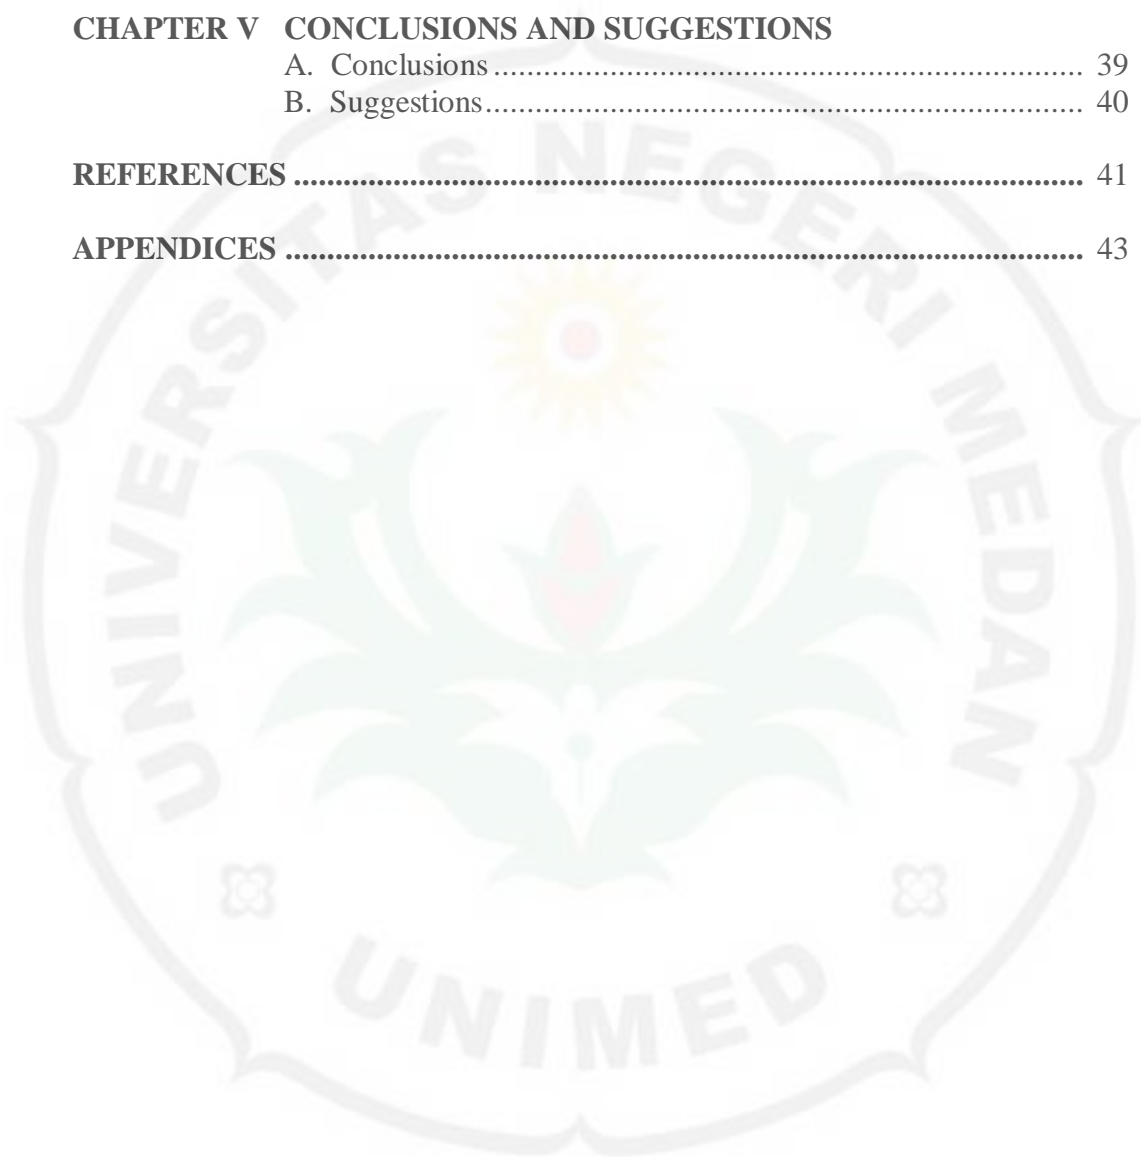 CHAPTER V CONCLUSIONS AND SUGGESTIONS
A. Conclusions ........................................................................ 39
B. Suggestions......................................................................... 40
REFERENCES ................................................................................................ 41
APPENDICES ................................................................................................. 43
UNIVERSITAS NEGERI MEDAN
UNIMED